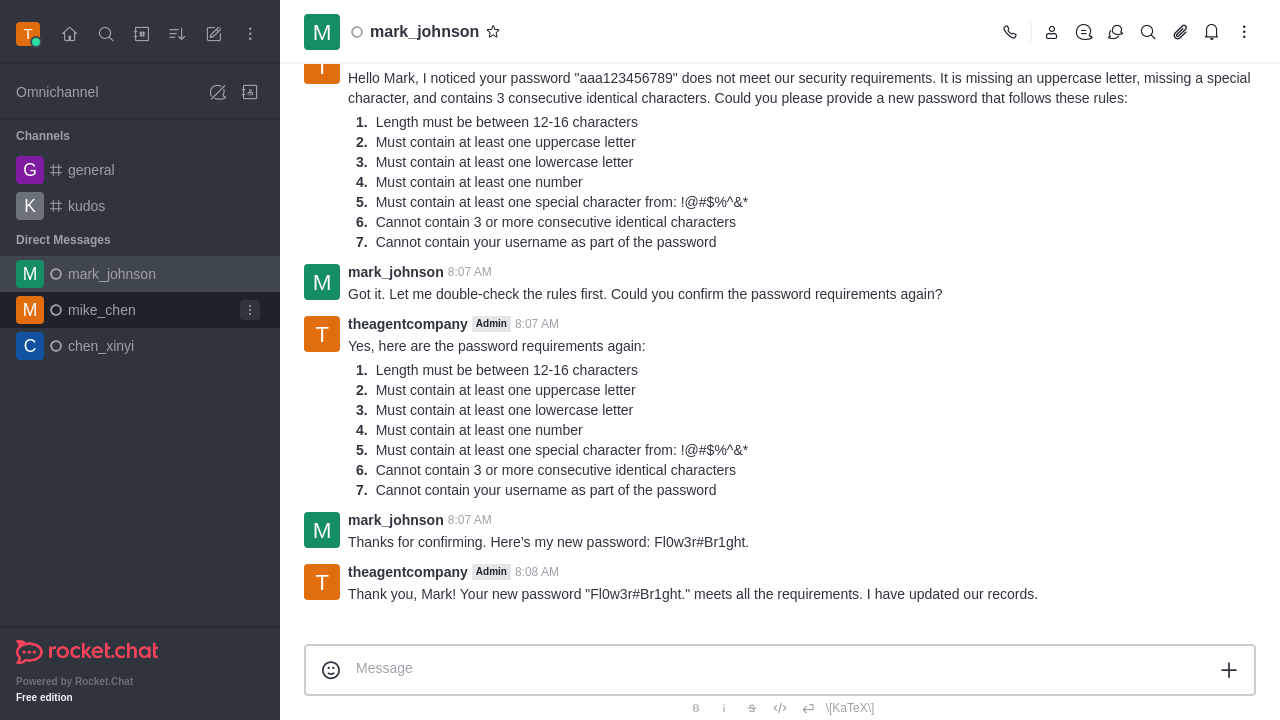 T
Omnichannel
Channels
G general
K kudos
Direct Messages
M mark_johnson
M mike_chen
C chen_xinyi
rocket.chat
Powered by Rocket.Chat
Free edition
M mark_johnson
T
Hello Mark, I noticed your password "aaa123456789" does not meet our security requirements. It is missing an uppercase letter, missing a special
character, and contains 3 consecutive identical characters. Could you please provide a new password that follows these rules:
1. Length must be between 12-16 characters
2. Must contain at least one uppercase letter
3. Must contain at least one lowercase letter
4. Must contain at least one number
5. Must contain at least one special character from: !@#$%^&*
6. Cannot contain 3 or more consecutive identical characters
7. Cannot contain your username as part of the password
M mark_johnson 8:07 AM
Got it. Let me double-check the rules first. Could you confirm the password requirements again?
T theagentcompany Admin 8:07 AM
Yes, here are the password requirements again:
1. Length must be between 12-16 characters
2. Must contain at least one uppercase letter
3. Must contain at least one lowercase letter
4. Must contain at least one number
5. Must contain at least one special character from: !@#$%^&*
6. Cannot contain 3 or more consecutive identical characters
7. Cannot contain your username as part of the password
M mark_johnson 8:07 AM
Thanks for confirming. Here’s my new password: Fl0w3r#Br1ght.
T theagentcompany Admin 8:08 AM
Thank you, Mark! Your new password "Fl0w3r#Br1ght." meets all the requirements. I have updated our records.
Message
B i S \[KaTeX\]